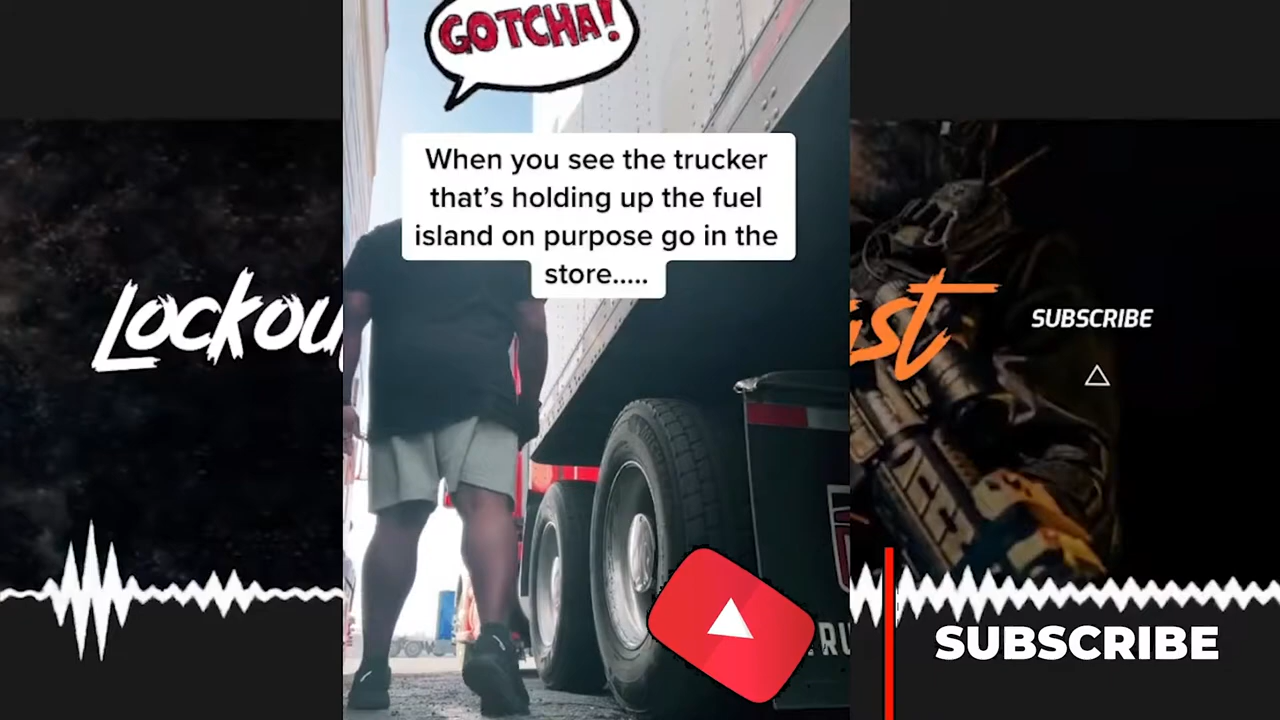 GOTCHA!
When you see the trucker
that's holding up the fuel
island on purpose go in the
store.....
Lockou
st
SUBSCRIBE
SUBSCRIBE